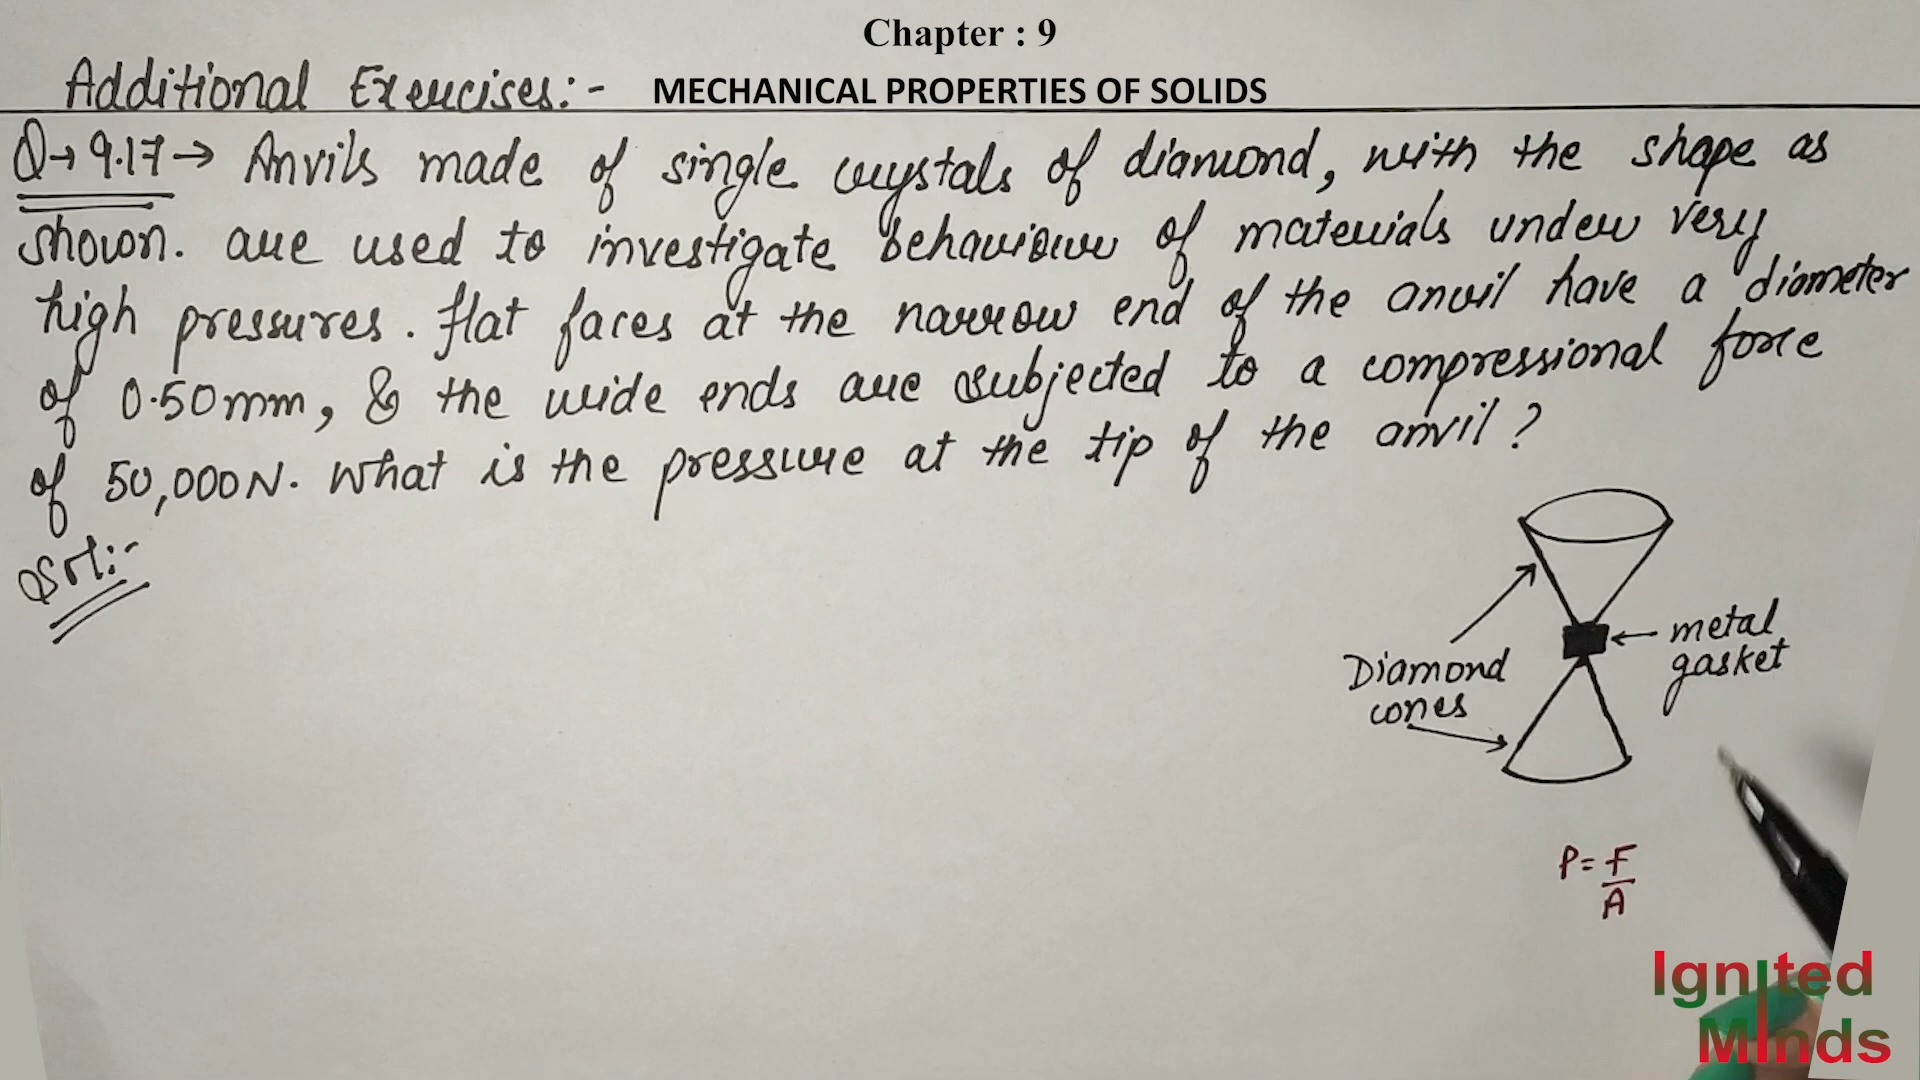 Chapter : 9
Additional Exercises:- MECHANICAL PROPERTIES OF SOLIDS
Q→ 9.17→ Anvils made of single crystals of diamond, with the shape as
shown. are used to investigate behaviour of materials under very
high pressures. flat faces at the narrow end of the anvil have a diameter
of 0.50mm, & the wide ends are subjected to a compressional force
of 50,000N. What is the pressure at the tip of the anvil?
Sol:-
Diamond
cones
metal
gasket
P=F/A
Ignited
Minds